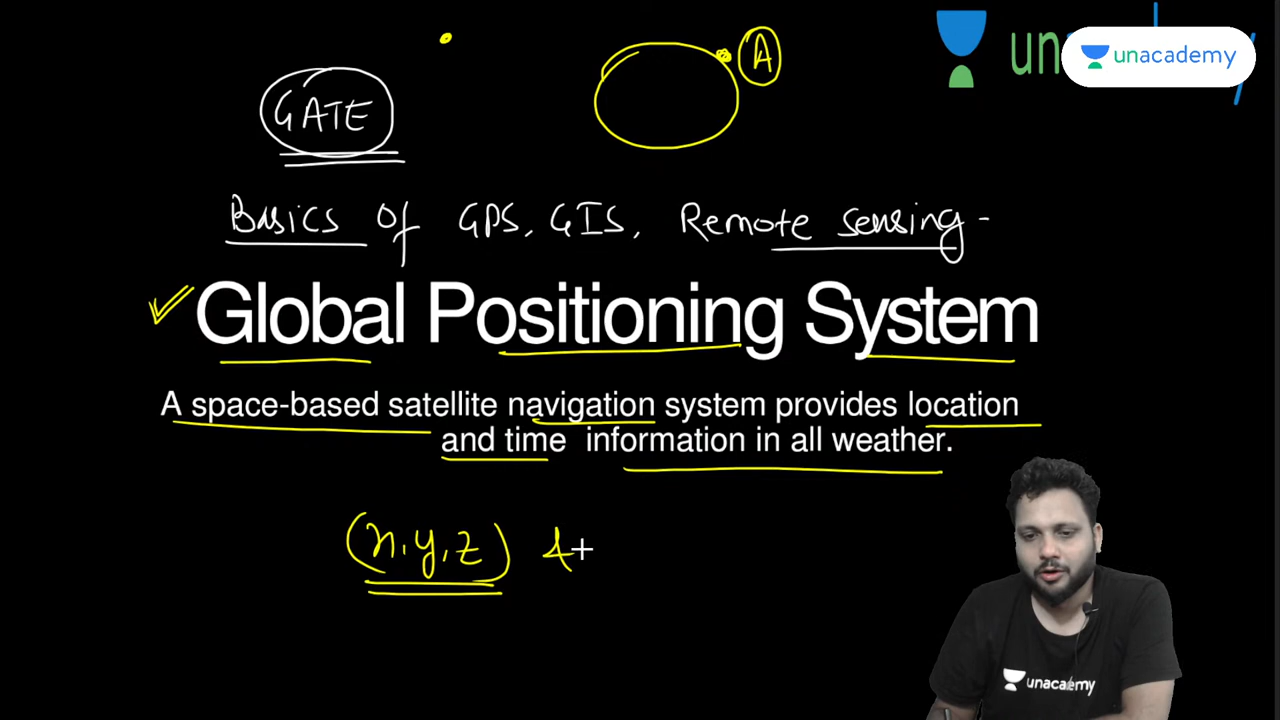 A
unacademy
una
GATE
Basics Of GPS, GIS, Remote sensing -
Global Positioning System
A space-based satellite navigation system provides location
and time information in all weather.
(x, y, z) &
unacademy